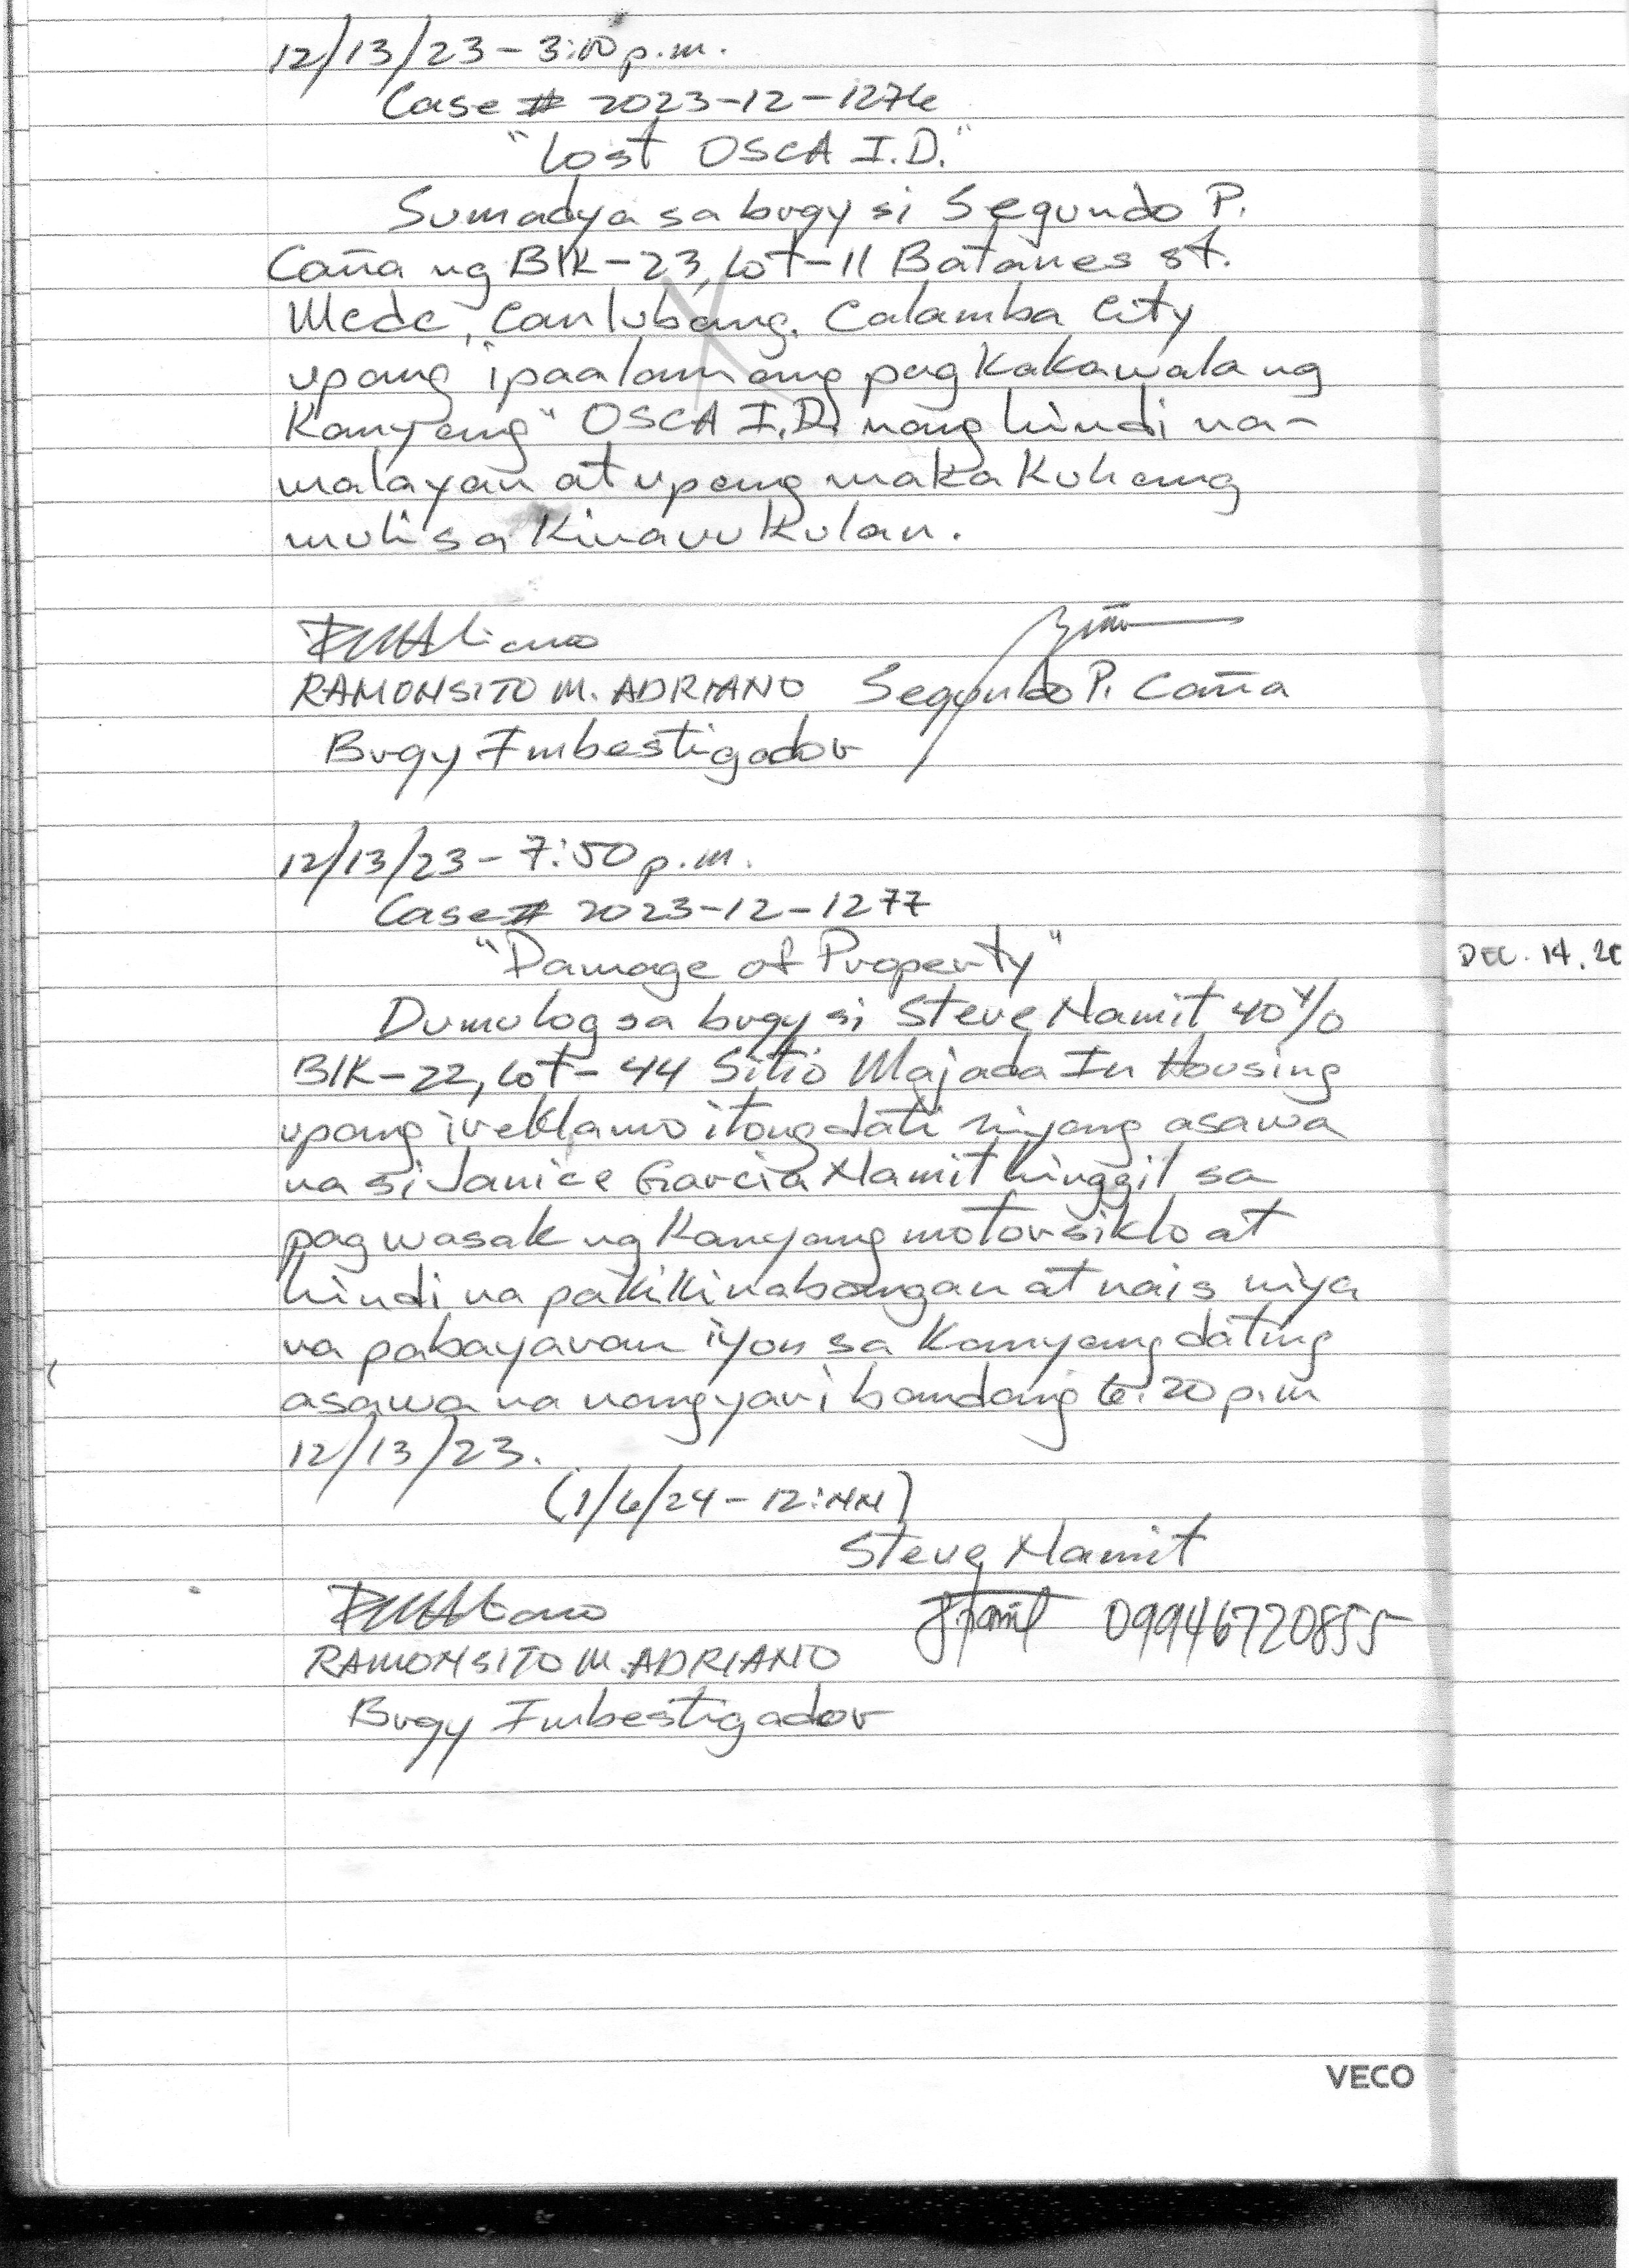 12/13/23 - 3:10 p.m.
Case # 2023-12-1276
"Lost OSCA I.D."
Sumadya sa brgy si Segundo P.
Caña ng Blk-23, Lot-11 Batanes st.
Mcdc, Canlubang, Calamba City
upang ipaalam ang pagkakawala ng
Kanyang "OSCA I.D. nang hindi na-
malayan at upang makakuhang
muli sa kinauukulan.
RAMONSITO M. ADRIANO Segundo P. Caña
Brgy Imbestigador
12/13/23 - 7:50 p.m.
Case # 2023-12-1277
"Damage of Property"
DEC. 14, 20
Dumulog sa brgy si Steve Namit 40 y/o
Blk-22, Lot-44 Sitio Majada In Housing
upang ireklamo itong dati niyang asawa
na si Janice Garcia Namit hinggil sa
pagwasak ng Kanyang motorsiklo at
hindi na pakikinabangan at nais niya
na pabayaran iyon sa Kanyang dating
asawa na nangyari bandang 6:20 p.m
12/13/23.
(1/6/24 - 12:NN)
Steve Namit
09946720855
RAMONSITO M. ADRIANO
Brgy Imbestigador
VECO